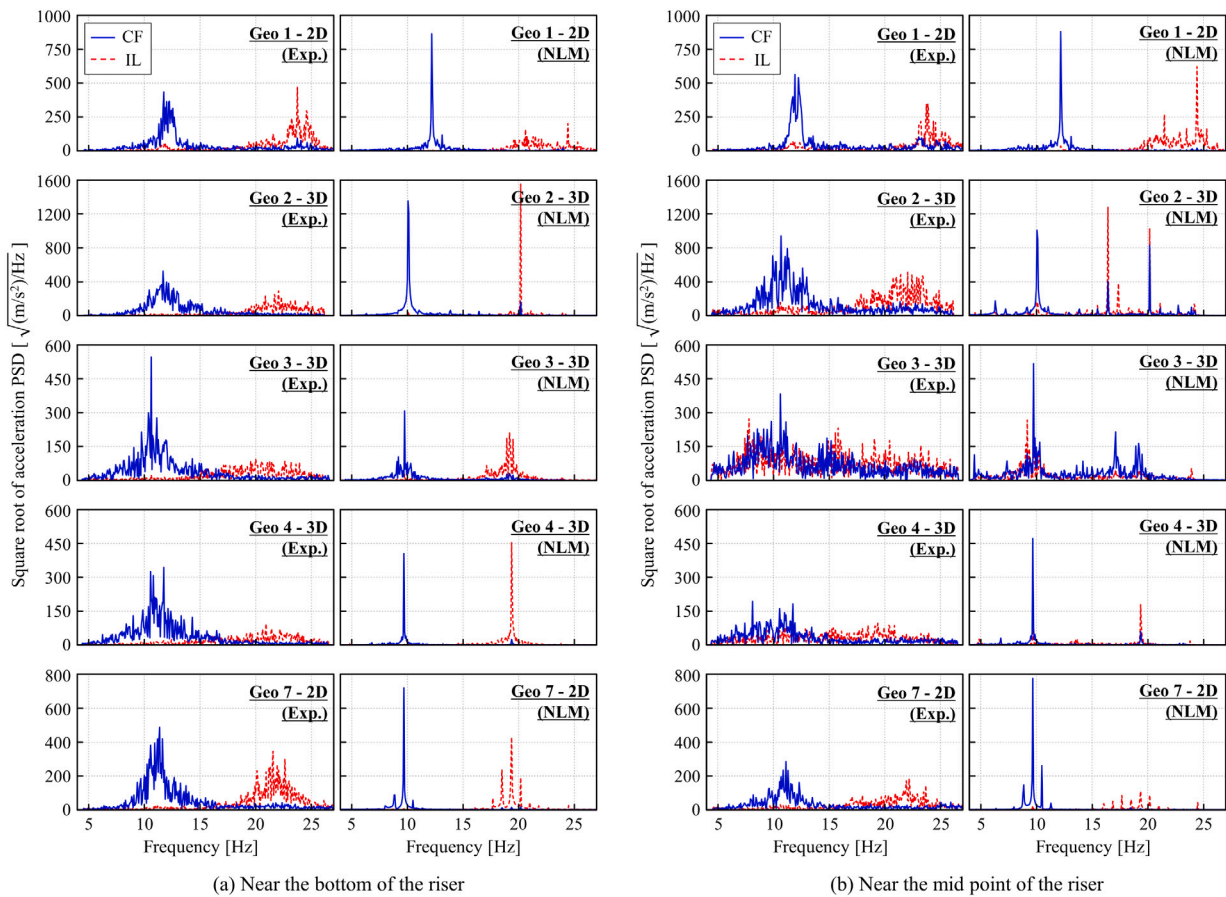 1000
750
500
250
0
CF
IL
Geo 1 - 2D
(Exp.)
Geo 1 - 2D
(NLM)
1600
1200
800
400
0
Geo 2 - 3D
(Exp.)
Geo 2 - 3D
(NLM)
600
450
300
150
0
Geo 3 - 3D
(Exp.)
Geo 3 - 3D
(NLM)
600
450
300
150
0
Geo 4 - 3D
(Exp.)
Geo 4 - 3D
(NLM)
800
600
400
200
0
Geo 7 - 2D
(Exp.)
Geo 7 - 2D
(NLM)
5 10 15 20 25 5 10 15 20 25
Frequency [Hz] Frequency [Hz]
Square root of acceleration PSD [ √(m/s²)/Hz ]
(a) Near the bottom of the riser
1000
750
500
250
0
CF
IL
Geo 1 - 2D
(Exp.)
Geo 1 - 2D
(NLM)
1600
1200
800
400
0
Geo 2 - 3D
(Exp.)
Geo 2 - 3D
(NLM)
600
450
300
150
0
Geo 3 - 3D
(Exp.)
Geo 3 - 3D
(NLM)
600
450
300
150
0
Geo 4 - 3D
(Exp.)
Geo 4 - 3D
(NLM)
800
600
400
200
0
Geo 7 - 2D
(Exp.)
Geo 7 - 2D
(NLM)
5 10 15 20 25 5 10 15 20 25
Frequency [Hz] Frequency [Hz]
Square root of acceleration PSD [ √(m/s²)/Hz ]
(b) Near the mid point of the riser